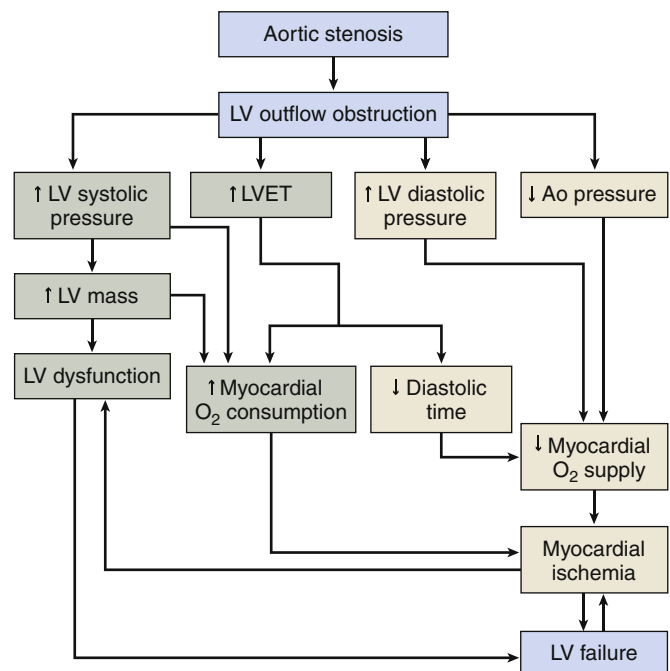 Aortic stenosis
LV outflow obstruction
↑ LV systolic
pressure
↑ LVET
↑ LV diastolic
pressure
↓ Ao pressure
↑ LV mass
LV dysfunction
↑ Myocardial
O₂ consumption
↓ Diastolic
time
↓ Myocardial
O₂ supply
Myocardial
ischemia
LV failure